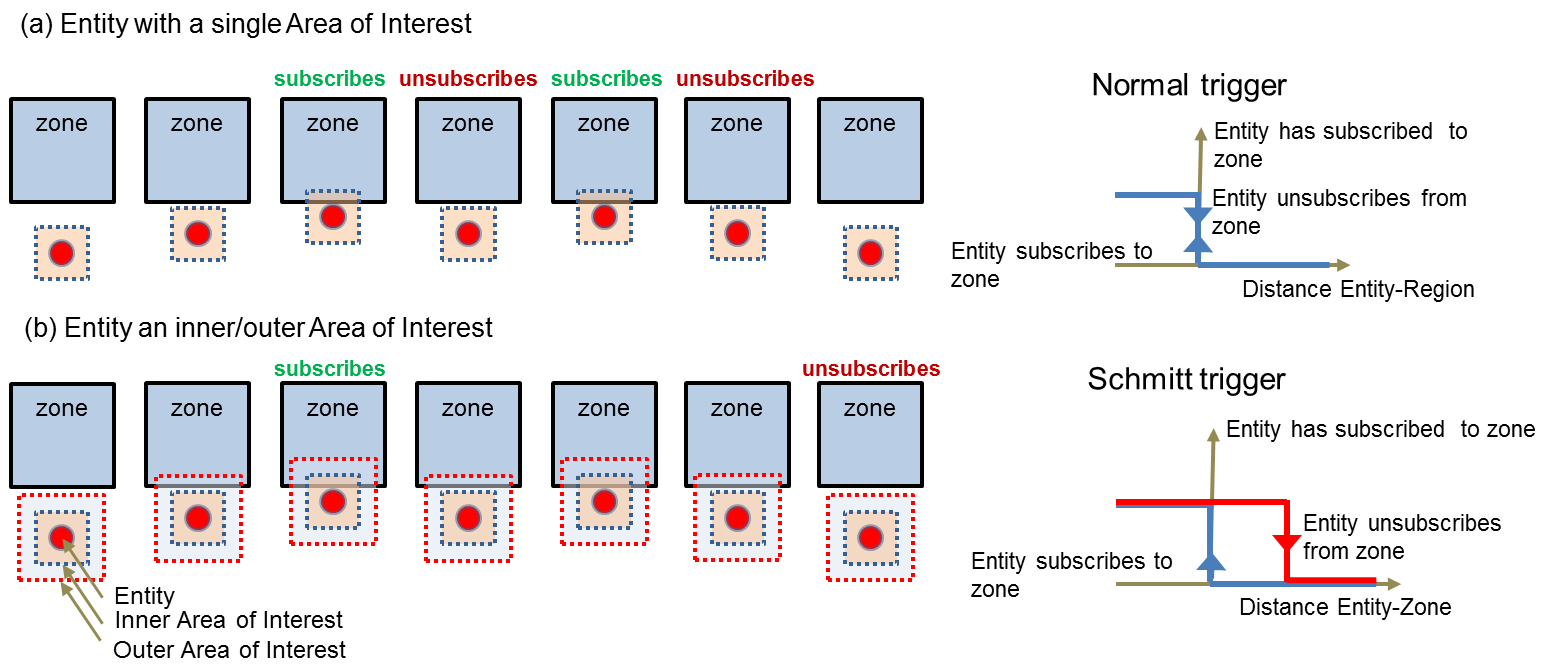 (a) Entity with a single Area of Interest
subscribes unsubscribes subscribes unsubscribes
zone zone zone zone zone zone zone
Normal trigger
Entity has subscribed to
zone
Entity unsubscribes from
zone
Entity subscribes to
zone
Distance Entity-Region
(b) Entity an inner/outer Area of Interest
subscribes unsubscribes
zone zone zone zone zone zone zone
Entity
Inner Area of Interest
Outer Area of Interest
Schmitt trigger
Entity has subscribed to zone
Entity unsubscribes
from zone
Entity subscribes to
zone
Distance Entity-Zone